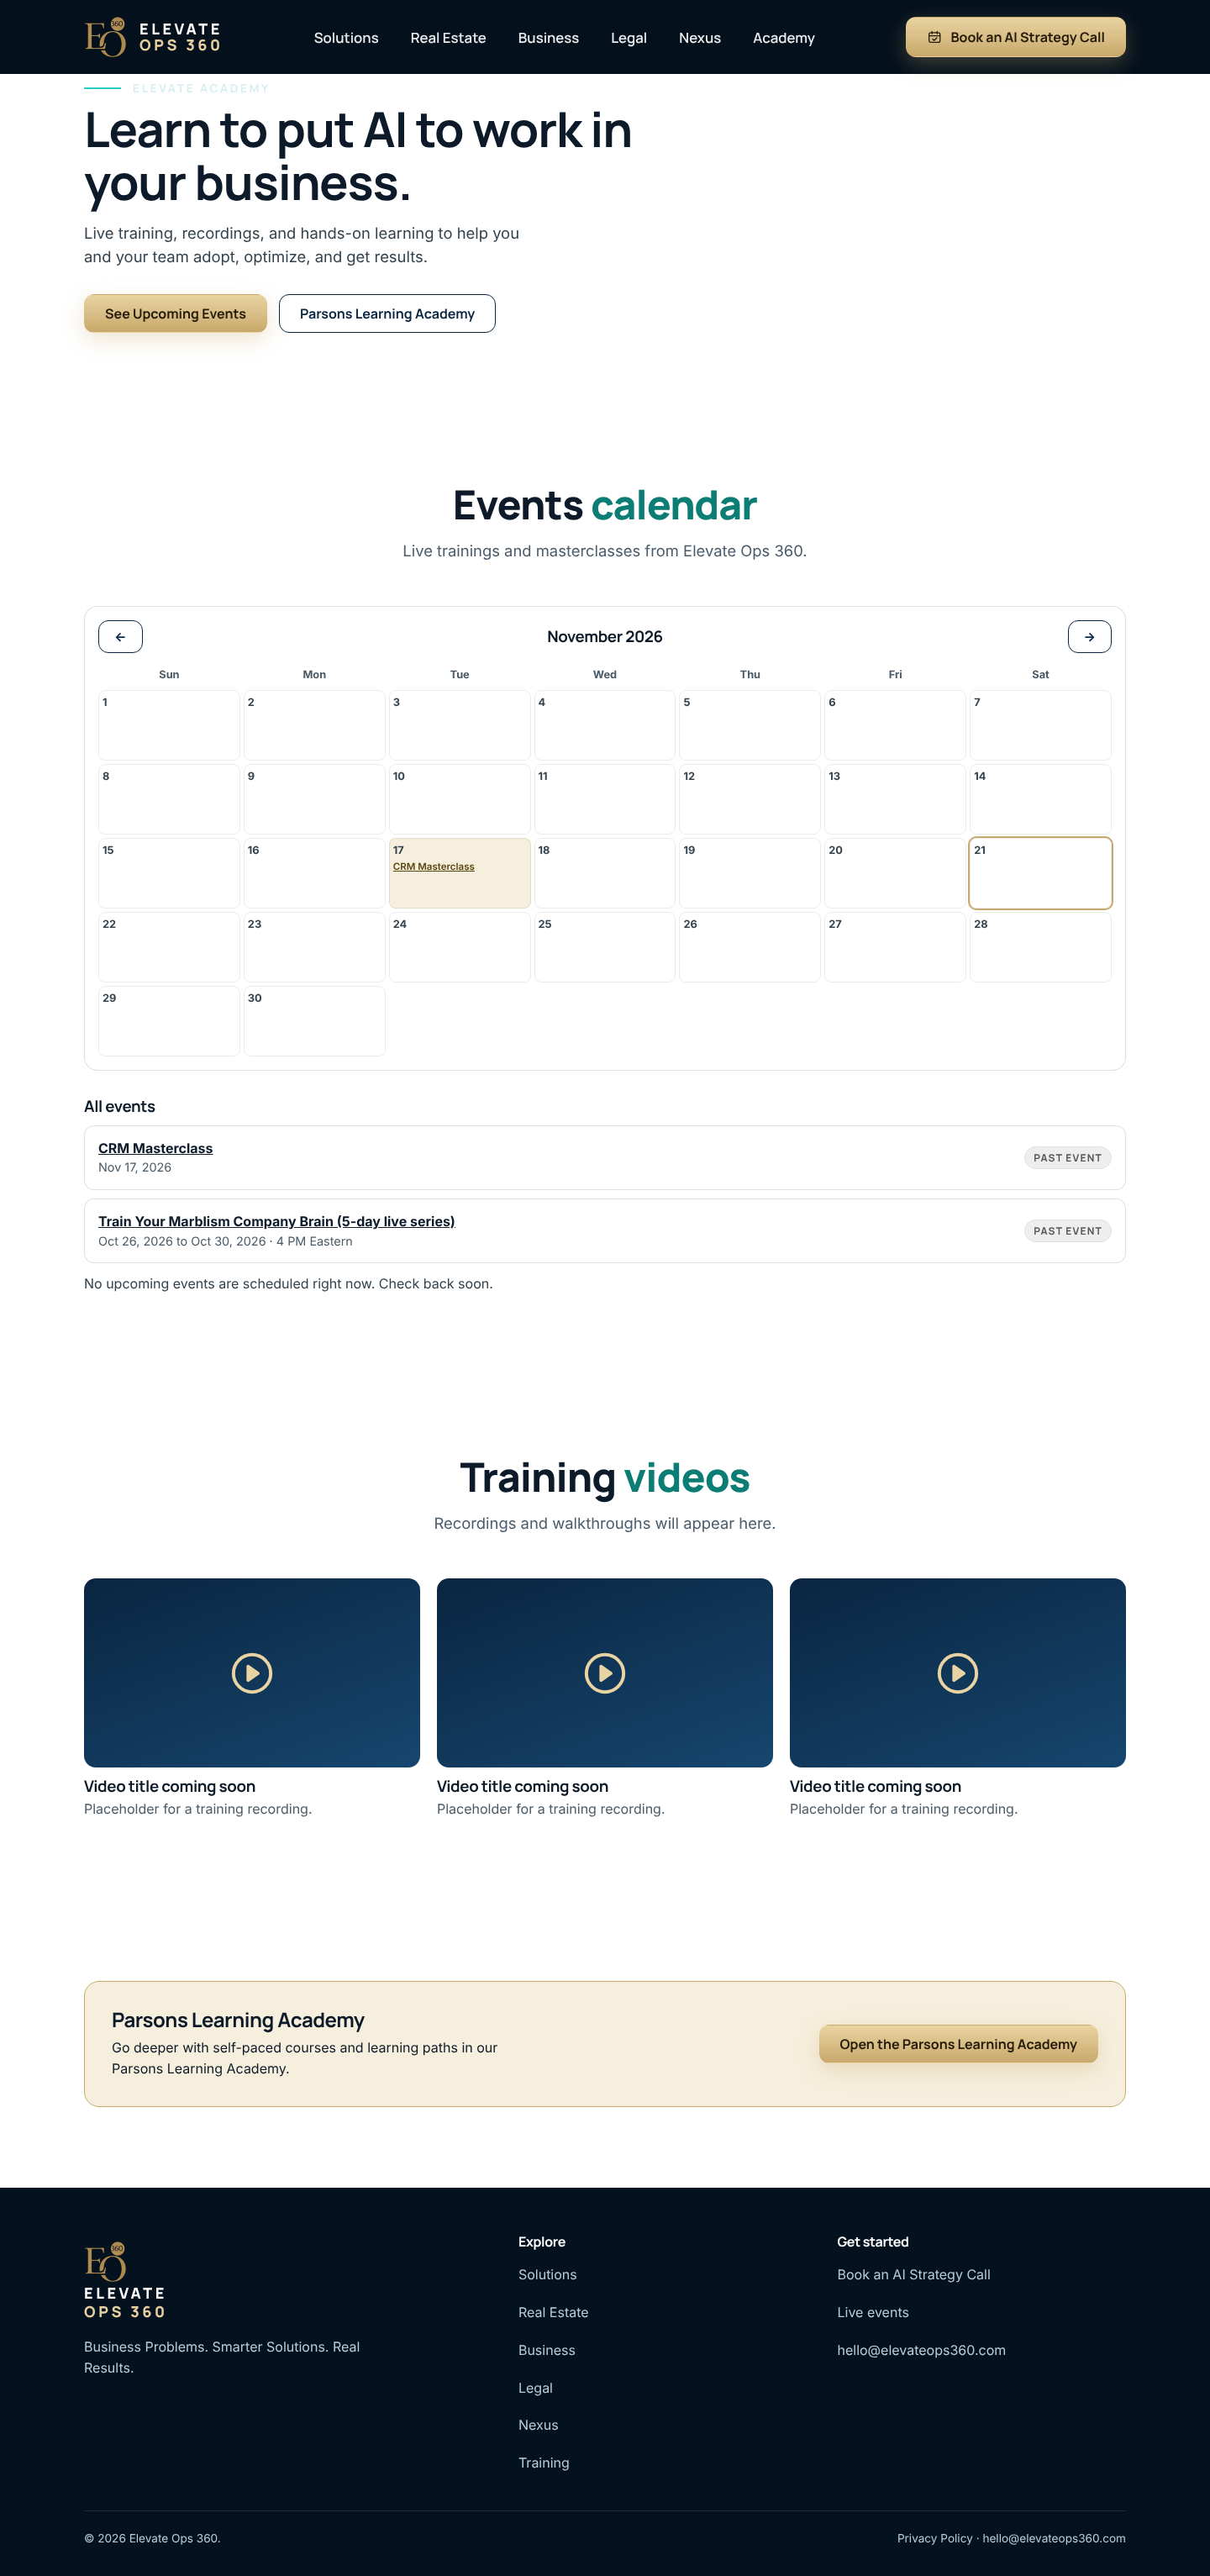 EO 360
ELEVATE
OPS 360
Solutions
Real Estate
Business
Legal
Nexus
Academy
Book an AI Strategy Call
ELEVATE ACADEMY
Learn to put AI to work in
your business.
Live training, recordings, and hands-on learning to help you
and your team adopt, optimize, and get results.
See Upcoming Events
Parsons Learning Academy
Events calendar
Live trainings and masterclasses from Elevate Ops 360.
←
November 2026
→
Sun Mon Tue Wed Thu Fri Sat
1 2 3 4 5 6 7
8 9 10 11 12 13 14
15 16 17 18 19 20 21
CRM Masterclass
22 23 24 25 26 27 28
29 30
All events
CRM Masterclass
Nov 17, 2026
PAST EVENT
Train Your Marblism Company Brain (5-day live series)
Oct 26, 2026 to Oct 30, 2026 · 4 PM Eastern
PAST EVENT
No upcoming events are scheduled right now. Check back soon.
Training videos
Recordings and walkthroughs will appear here.
Video title coming soon
Placeholder for a training recording.
Video title coming soon
Placeholder for a training recording.
Video title coming soon
Placeholder for a training recording.
Parsons Learning Academy
Go deeper with self-paced courses and learning paths in our
Parsons Learning Academy.
Open the Parsons Learning Academy
EO 360
ELEVATE
OPS 360
Business Problems. Smarter Solutions. Real
Results.
Explore
Solutions
Real Estate
Business
Legal
Nexus
Training
Get started
Book an AI Strategy Call
Live events
hello@elevateops360.com
© 2026 Elevate Ops 360.
Privacy Policy · hello@elevateops360.com